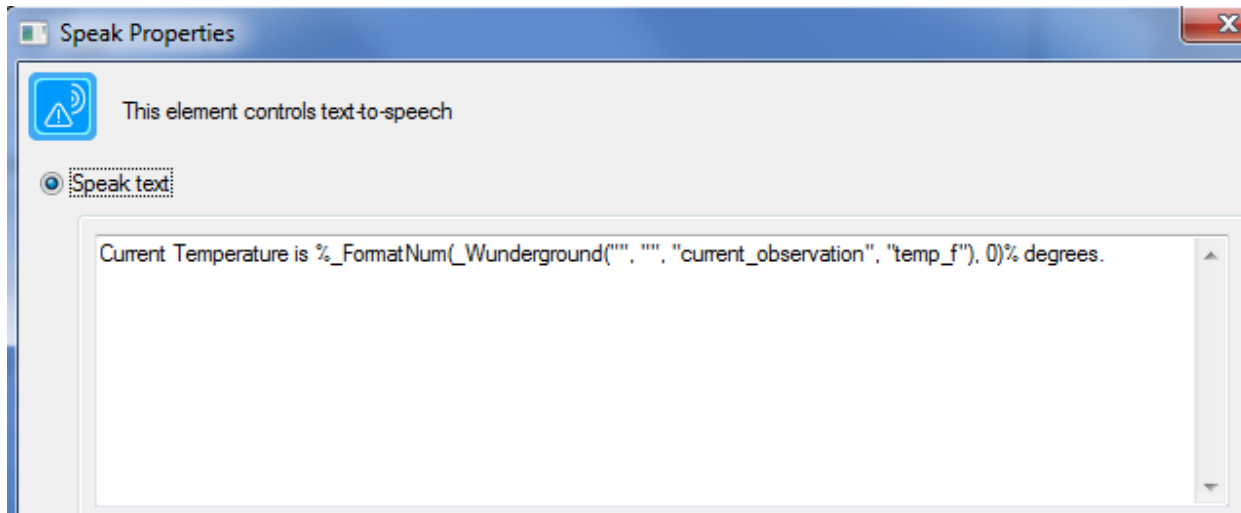 Speak Properties
This element controls text-to-speech
Speak text
Current Temperature is %_FormatNum(_Wunderground("", "", "current_observation", "temp_f"), 0)% degrees.